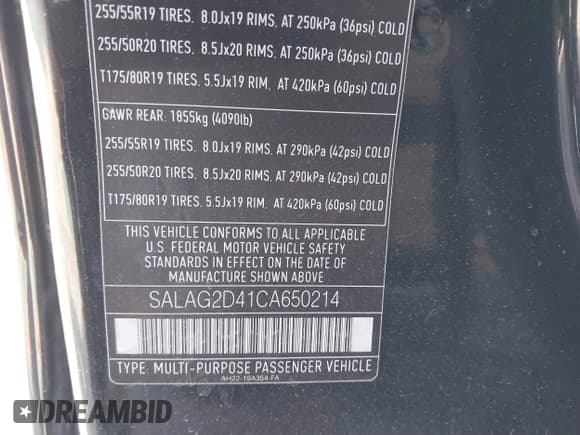 255/55R19 TIRES. 8.0Jx19 RIMS, AT 250kPa (36psi) COLD
255/50R20 TIRES. 8.5Jx20 RIMS, AT 250kPa (36psi) COLD
T175/80R19 TIRES. 5.5Jx19 RIM, AT 420kPa (60psi) COLD
GAWR REAR: 1855kg (4090lb)
255/55R19 TIRES. 8.0Jx19 RIMS, AT 290kPa (42psi) COLD
255/50R20 TIRES. 8.5Jx20 RIMS, AT 290kPa (42psi) COLD
T175/80R19 TIRES. 5.5Jx19 RIM, AT 420kPa (60psi) COLD
THIS VEHICLE CONFORMS TO ALL APPLICABLE
U.S. FEDERAL MOTOR VEHICLE SAFETY
STANDARDS IN EFFECT ON THE DATE OF
MANUFACTURE SHOWN ABOVE
SALAG2D41CA650214
TYPE: MULTI-PURPOSE PASSENGER VEHICLE
AH22-19A354-FA
DREAMBID